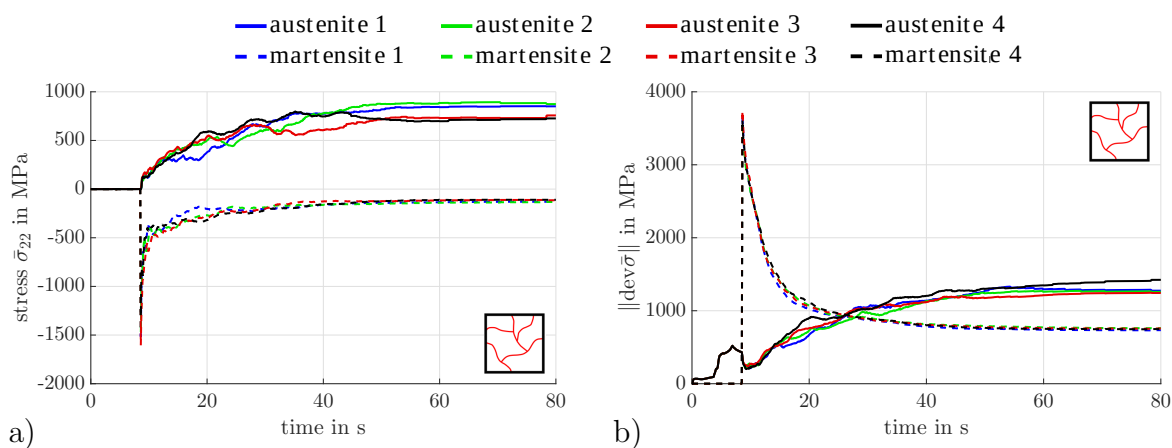 austenite 1 austenite 2 austenite 3 austenite 4
martensite 1 martensite 2 martensite 3 martensite 4
1000
500
0
-500
-1000
-1500
-2000
0 20 40 60 80
stress σ̄₂₂ in MPa
time in s
a)
4000
3000
2000
1000
0
0 20 40 60 80
||devσ̄|| in MPa
time in s
b)